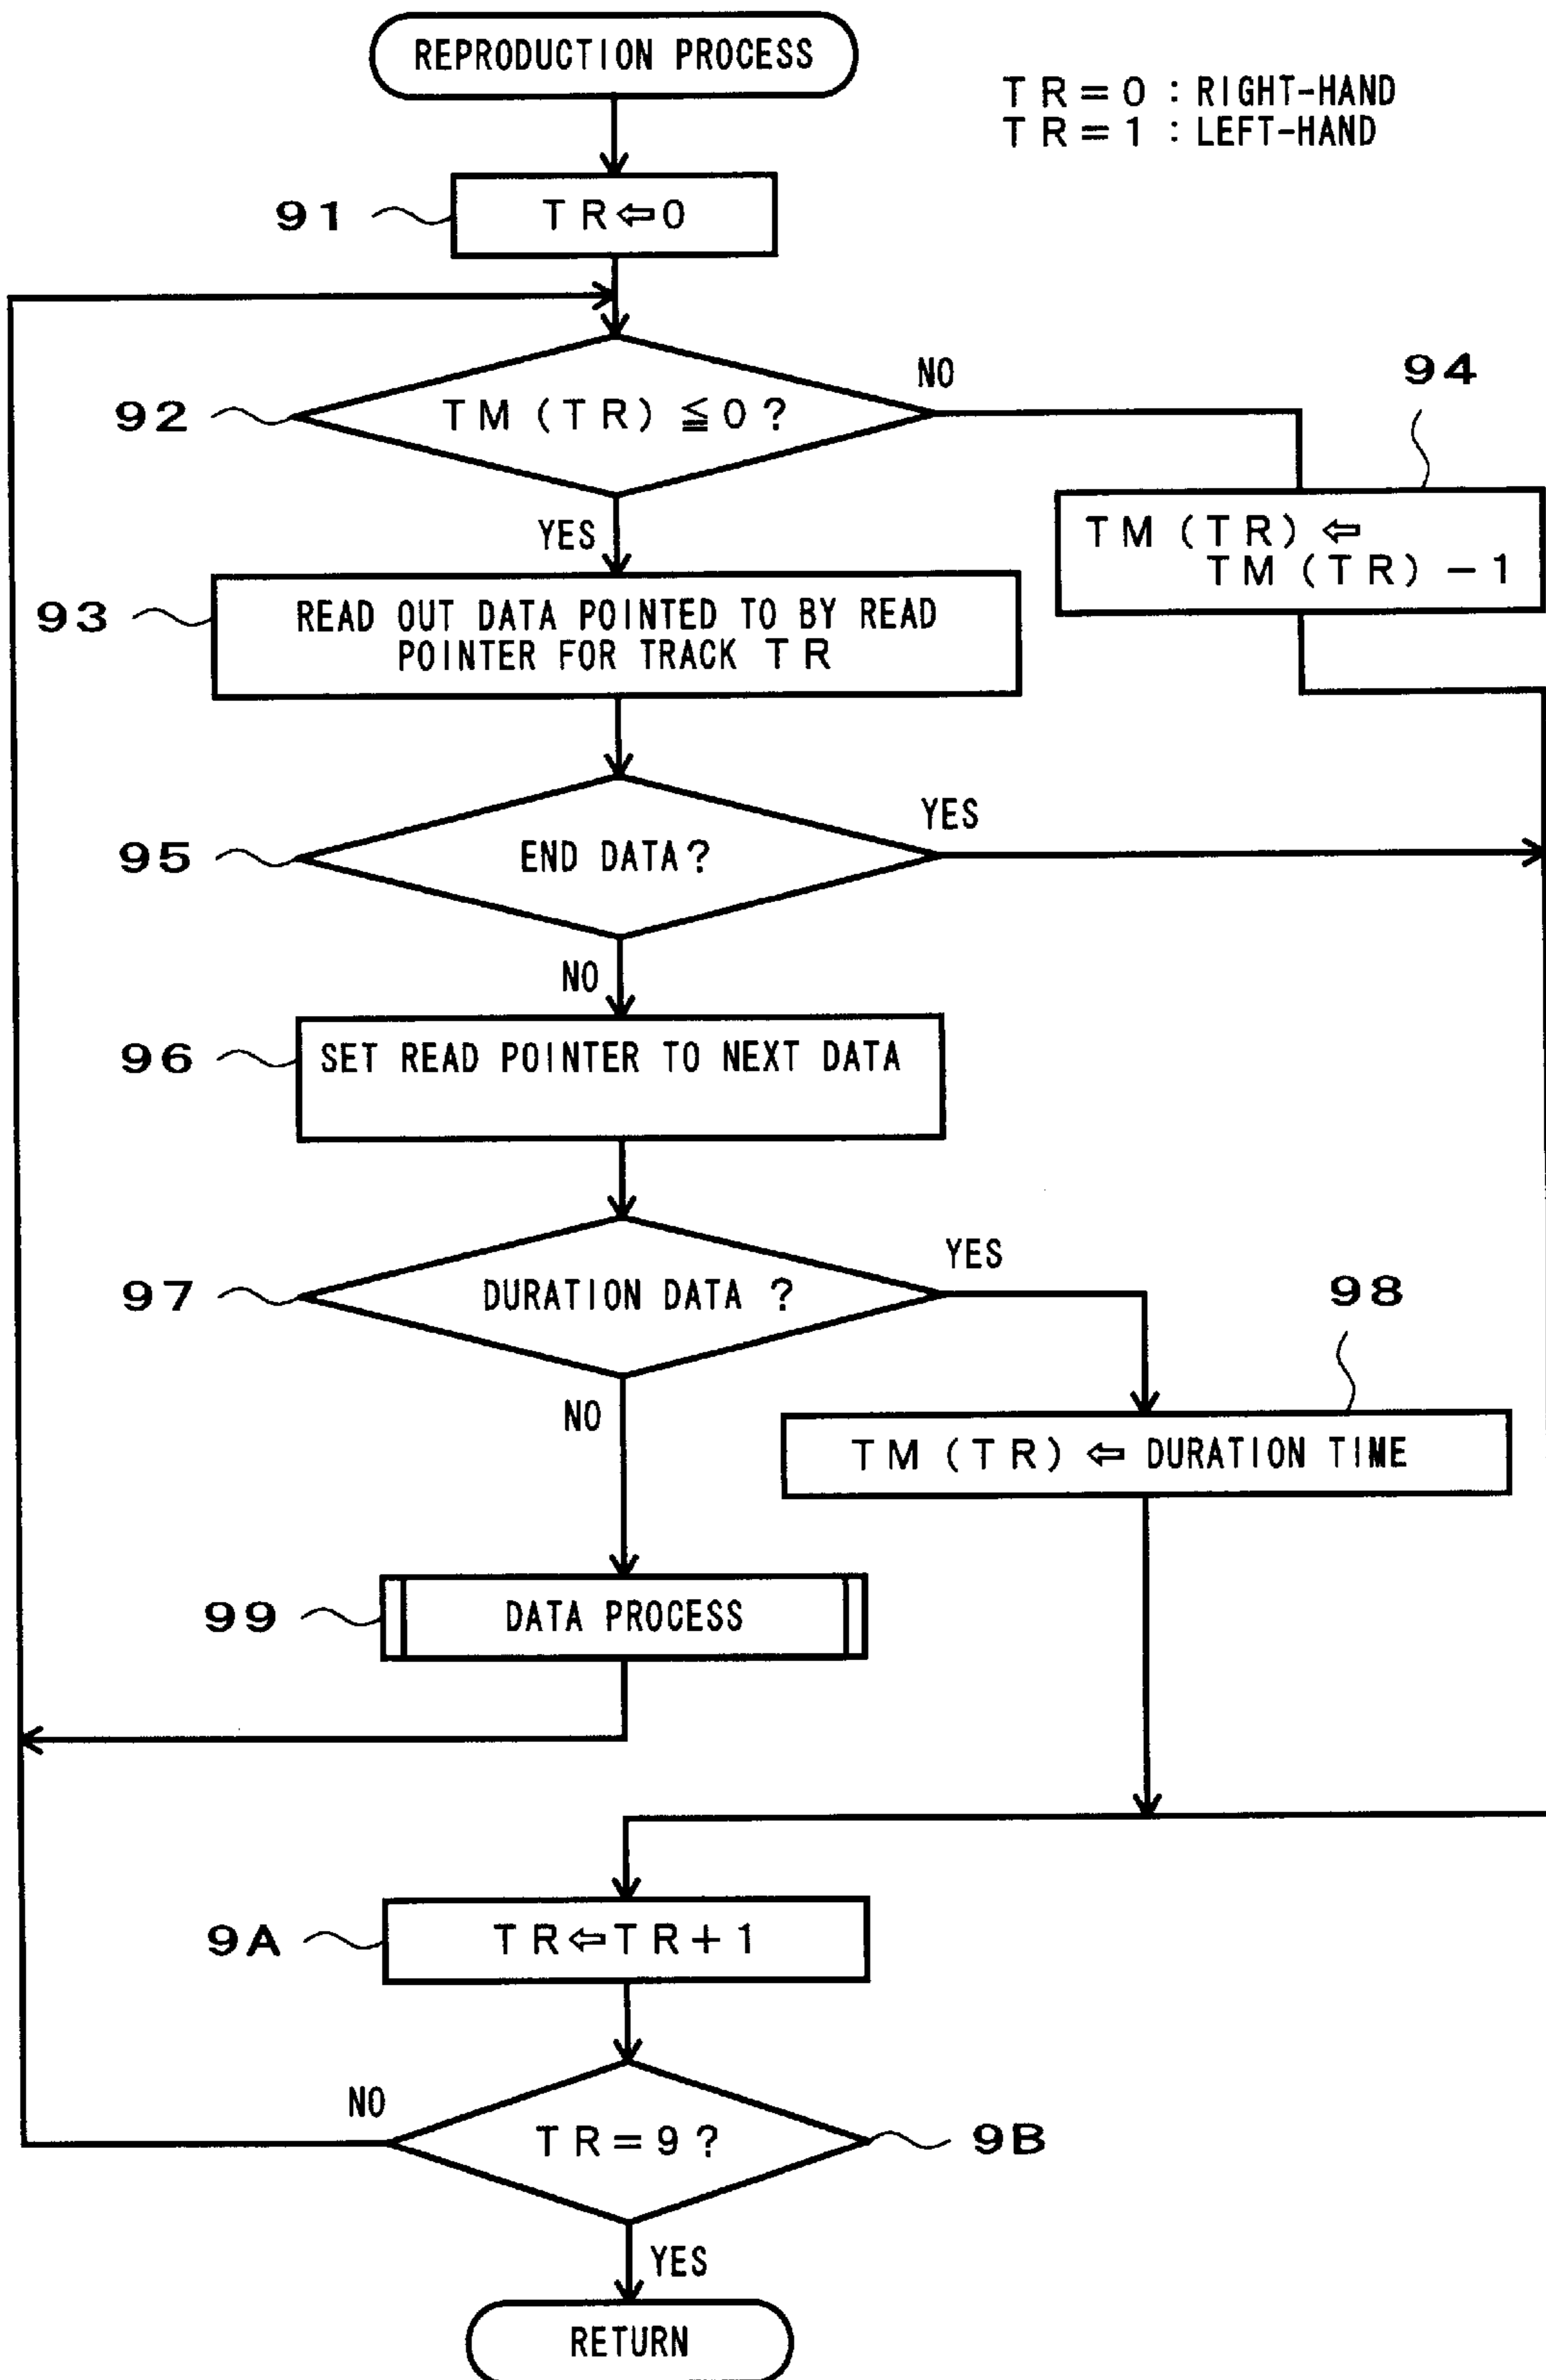 REPRODUCTION PROCESS
TR=0 : RIGHT-HAND
TR=1 : LEFT-HAND
91
TR⇦0
92
TM (TR) ≦0?
NO
94
YES
TM (TR) ⇦
TM (TR) -1
93
READ OUT DATA POINTED TO BY READ
POINTER FOR TRACK TR
95
END DATA?
YES
NO
96
SET READ POINTER TO NEXT DATA
97
DURATION DATA ?
YES
98
NO
TM (TR) ⇦ DURATION TIME
99
DATA PROCESS
9A
TR⇦TR+1
NO
TR=9?
9B
YES
RETURN